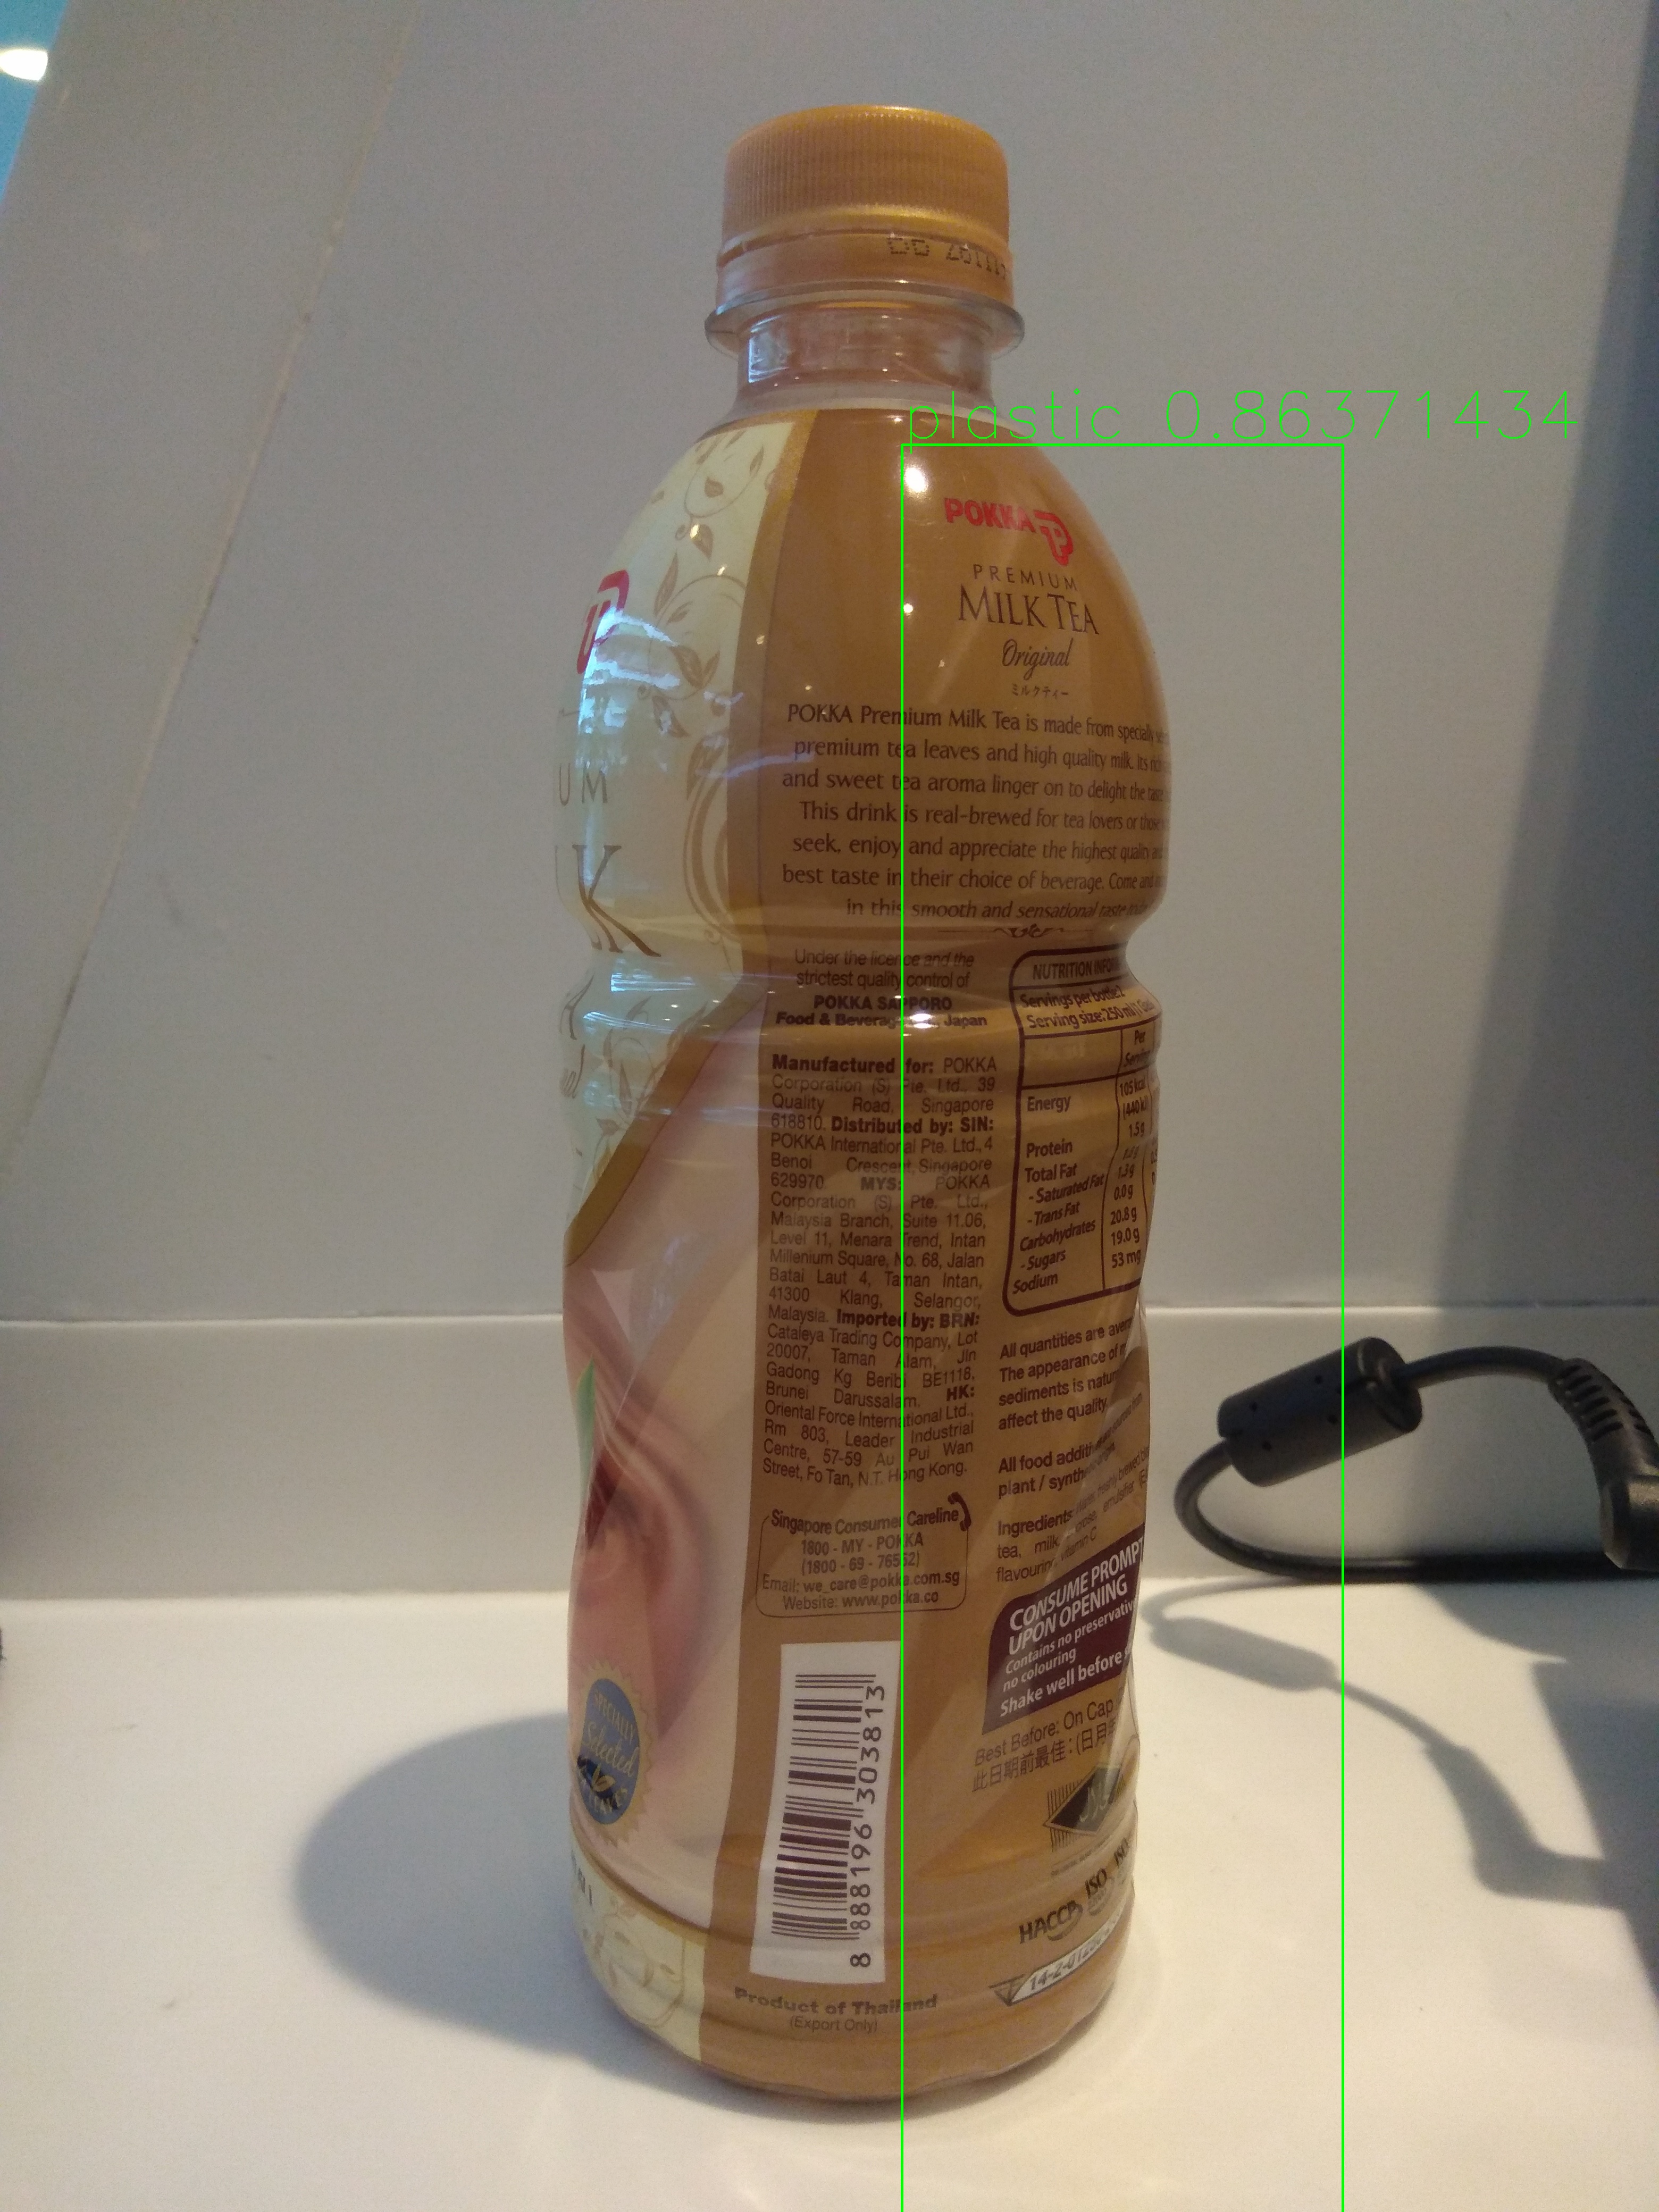 plastic 0.86371434
POKKA
PREMIUM
MILK TEA
Original
ミルクティー
POKKA Premium Milk Tea is made from specially
premium tea leaves and high quality milk. Its rich
and sweet tea aroma linger on to delight the taste
This drink is real-brewed for tea lovers or those
seek, enjoy and appreciate the highest quality and
best taste in their choice of beverage. Come and
in this smooth and sensational taste
UM
LK
Under the licence and the
strictest quality control of
POKKA SAPPORO
Food & Beverage Japan
Manufactured for: POKKA
Corporation (S) Pte. Ltd., 39
Quality Road, Singapore
618810. Distributed by: SIN:
POKKA International Pte. Ltd., 4
Benoi Crescent, Singapore
629970. MYS: POKKA
Corporation (S) Pte. Ltd.,
Malaysia Branch, Suite 11.06,
Level 11, Menara Trend, Intan
Millenium Square, No. 68, Jalan
Batai Laut 4, Taman Intan,
41300 Klang, Selangor,
Malaysia. Imported by: BRN:
Cataleya Trading Company, Lot
20007, Taman Alam, Jln
Gadong Kg Beribi BE1118,
Brunei Darussalam. HK:
Oriental Force International Ltd.,
Rm 803, Leader Industrial
Centre, 57-59 Au Pui Wan
Street, Fo Tan, N.T. Hong Kong.
Singapore Consumer Careline
1800 - MY - POKKA
(1800 - 69 - 76552)
Email: we_care@pokka.com.sg
Website: www.pokka.co
8 888196 303813
Product of Thailand
(Export Only)
NUTRITION
Servings per bottle:
Serving size: 250 ml
Per
Energy 105 kcal
(440 kJ)
Protein 1.5 g
Total Fat
- Saturated Fat 1.3 g
- Trans Fat 0.0 g
Carbohydrates 20.8 g
- Sugars 19.0 g
Sodium 53 mg
All quantities are
The appearance of
sediments is
affect the quality.
All food
plant /
Ingredients:
tea, milk
CONSUME PROMPT
UPON OPENING
Contains no preservative
no colouring
Shake well before
Best Before: On Cap
此日期前最佳：(日月
HACCP ISO
SPECIALLY
Selected